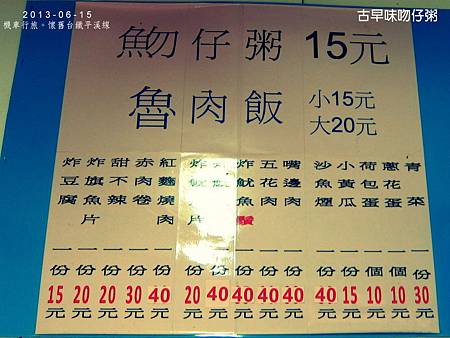 2013-06-15
機車行旅。懷舊台鐵平溪線
古早味吻仔粥
魩仔粥 15元
魯肉飯 小15元
大20元
炸豆腐 一份 15元
炸旗魚片 一份 20元
甜不辣 一份 20元
赤肉卷 一份 30元
紅麵燒肉 一份 40元
炸 片 一份 20元
炸 一份 40元
炸魷魚鬚 一份 40元
五花肉 一份 40元
嘴邊肉 一份 40元
沙魚煙 一份 40元
小黃瓜 一份 15元
荷包蛋 一個 10元
蔥花蛋 一個 10元
青菜 一份 30元